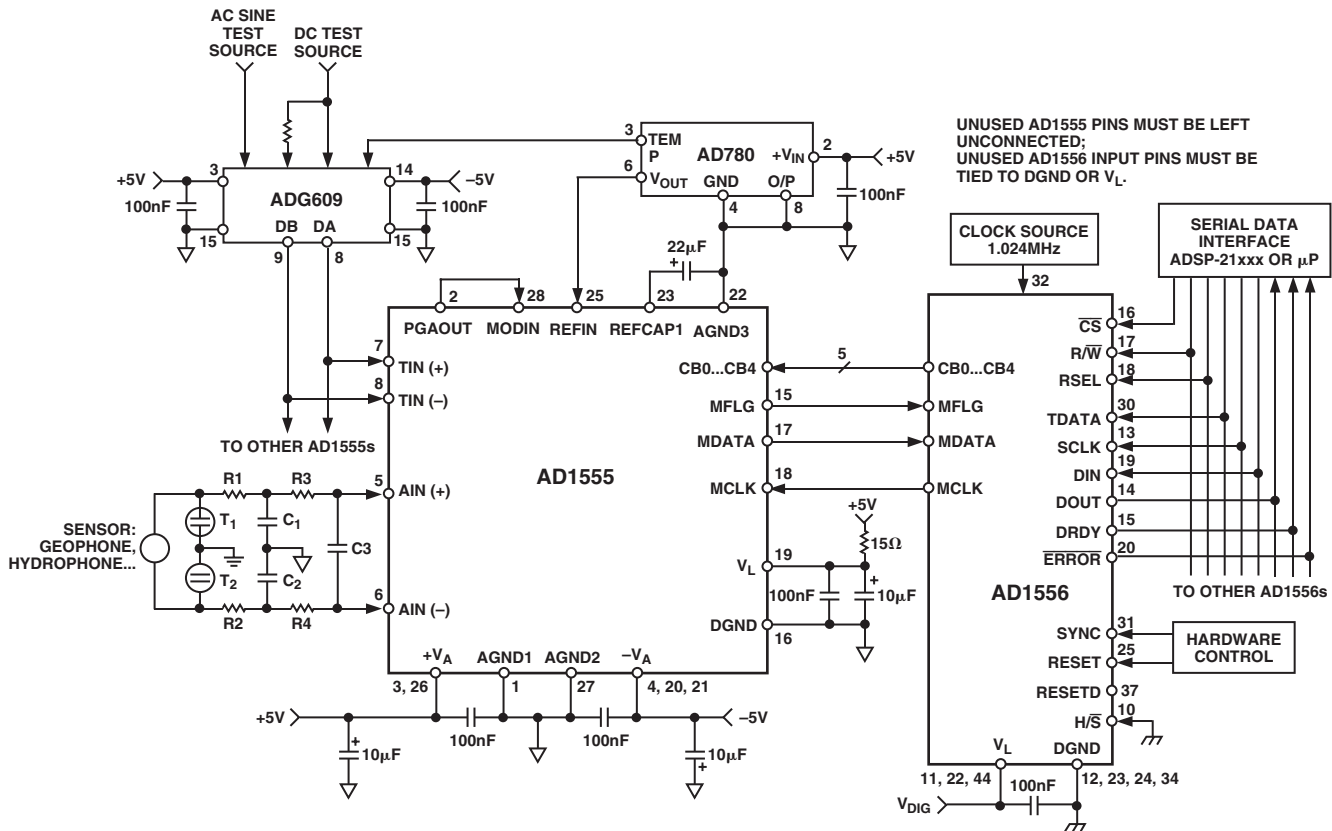 AC SINE
TEST
SOURCE
DC TEST
SOURCE
3
TEM
P
6
VOUT
AD780
+VIN
2
+5V
GND
O/P
4
8
100nF
UNUSED AD1555 PINS MUST BE LEFT
UNCONNECTED;
UNUSED AD1556 INPUT PINS MUST BE
TIED TO DGND OR VL.
+5V
3
14
–5V
100nF
ADG609
100nF
15
DB
DA
15
9
8
22µF
+
CLOCK SOURCE
1.024MHz
32
SERIAL DATA
INTERFACE
ADSP-21xxx OR µP
2
28
25
23
22
PGAOUT
MODIN
REFIN
REFCAP1
AGND3
7
TIN (+)
8
TIN (–)
TO OTHER AD1555s
CB0...CB4
5
CB0...CB4
MFLG
15
MFLG
MDATA
17
MDATA
MCLK
18
MCLK
AD1555
R1
R3
5
AIN (+)
SENSOR:
GEOPHONE,
HYDROPHONE...
T1
C1
C3
T2
C2
6
AIN (–)
R2
R4
+5V
15Ω
VL
19
100nF
+
10µF
DGND
16
+VA
AGND1
AGND2
–VA
3, 26
1
27
4, 20, 21
+5V
–5V
+
10µF
100nF
100nF
10µF
+
CS
16
R/W
17
RSEL
18
TDATA
30
SCLK
13
DIN
19
DOUT
14
DRDY
15
ERROR
20
TO OTHER AD1556s
AD1556
SYNC
31
RESET
25
HARDWARE
CONTROL
RESETD
37
H/S
10
VL
DGND
11, 22, 44
12, 23, 24, 34
100nF
VDIG